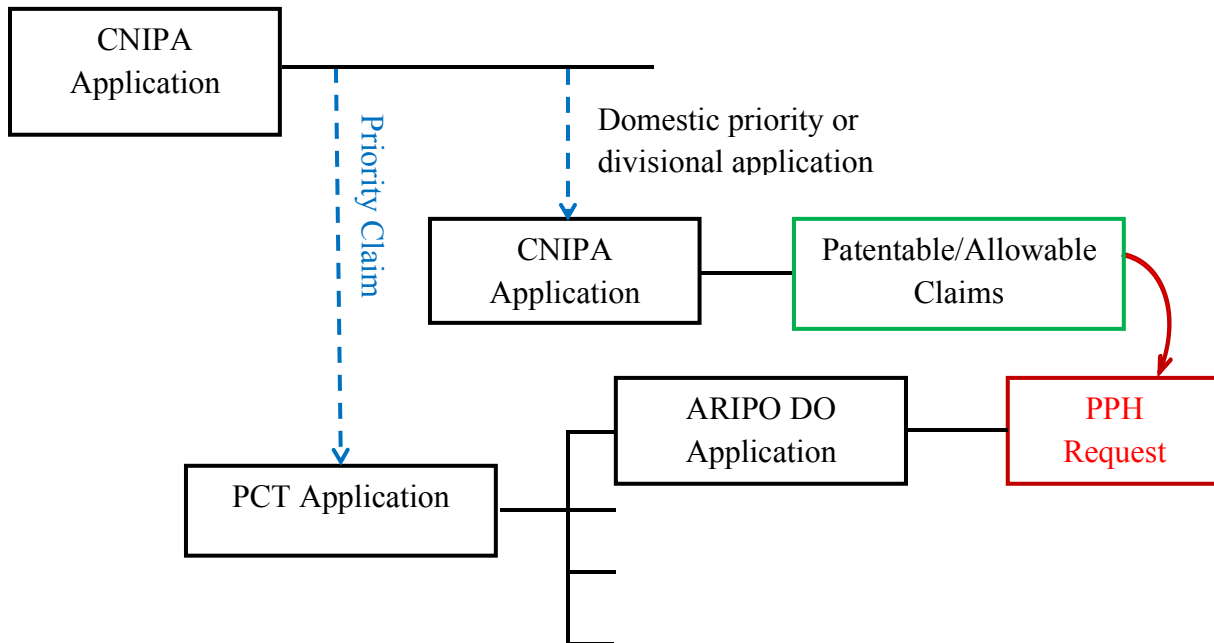 CNIPA
Application
Priority Claim
Domestic priority or
divisional application
CNIPA
Application
Patentable/Allowable
Claims
ARIPO DO
Application
PPH
Request
PCT Application